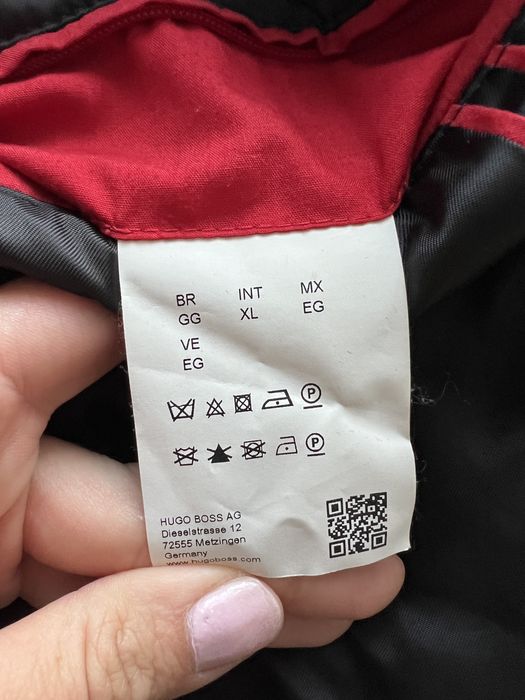 BR INT MX
GG XL EG
VE
EG
P
P
HUGO BOSS AG
Dieselstrasse 12
72555 Metzingen
Germany
www.hugoboss.com